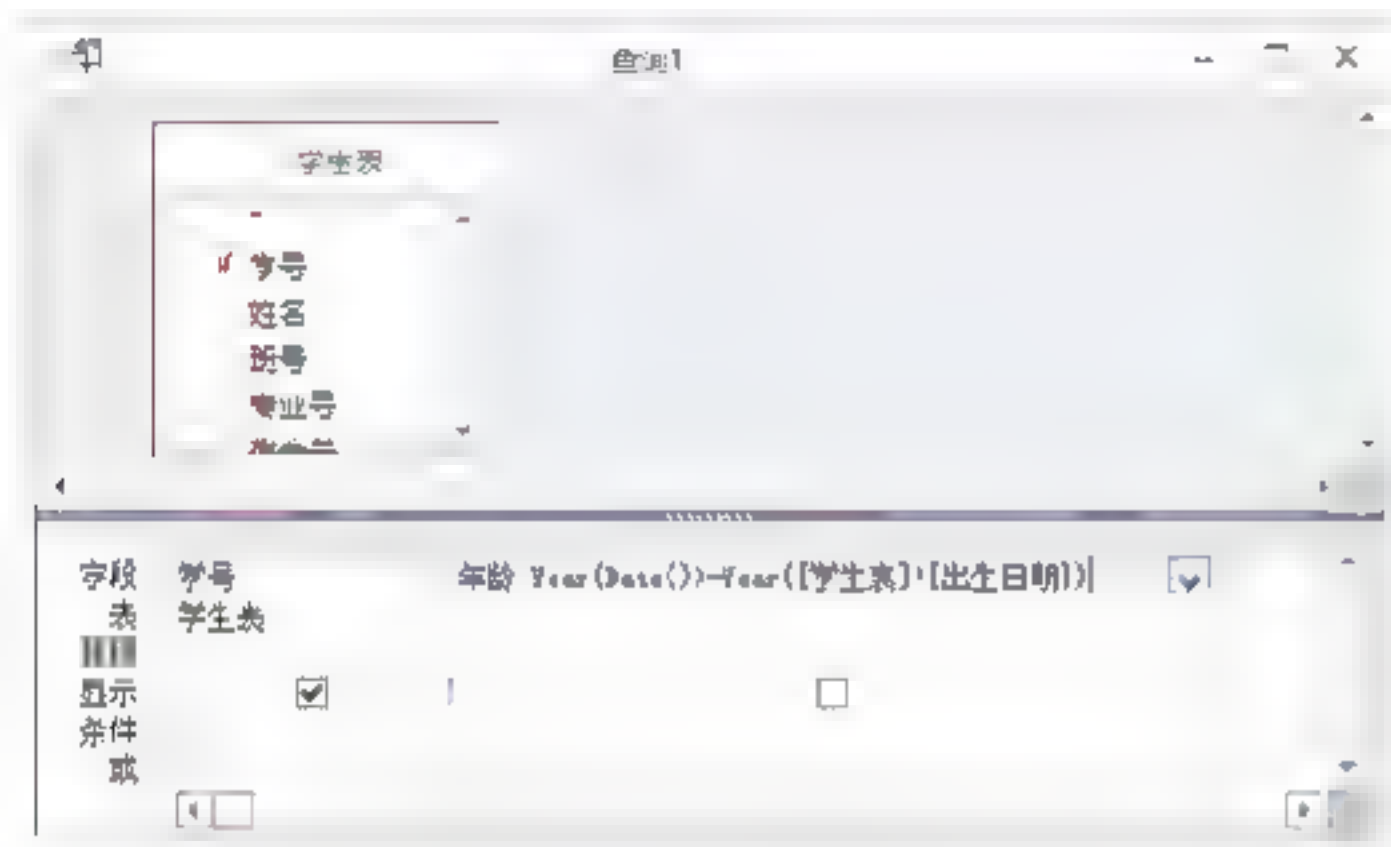 查询1
学生表
学号
姓名
班号
专业号
字段 学号 年龄 Year(Date())-Year([学生表]![出生日期])
表 学生表
显示
条件
或